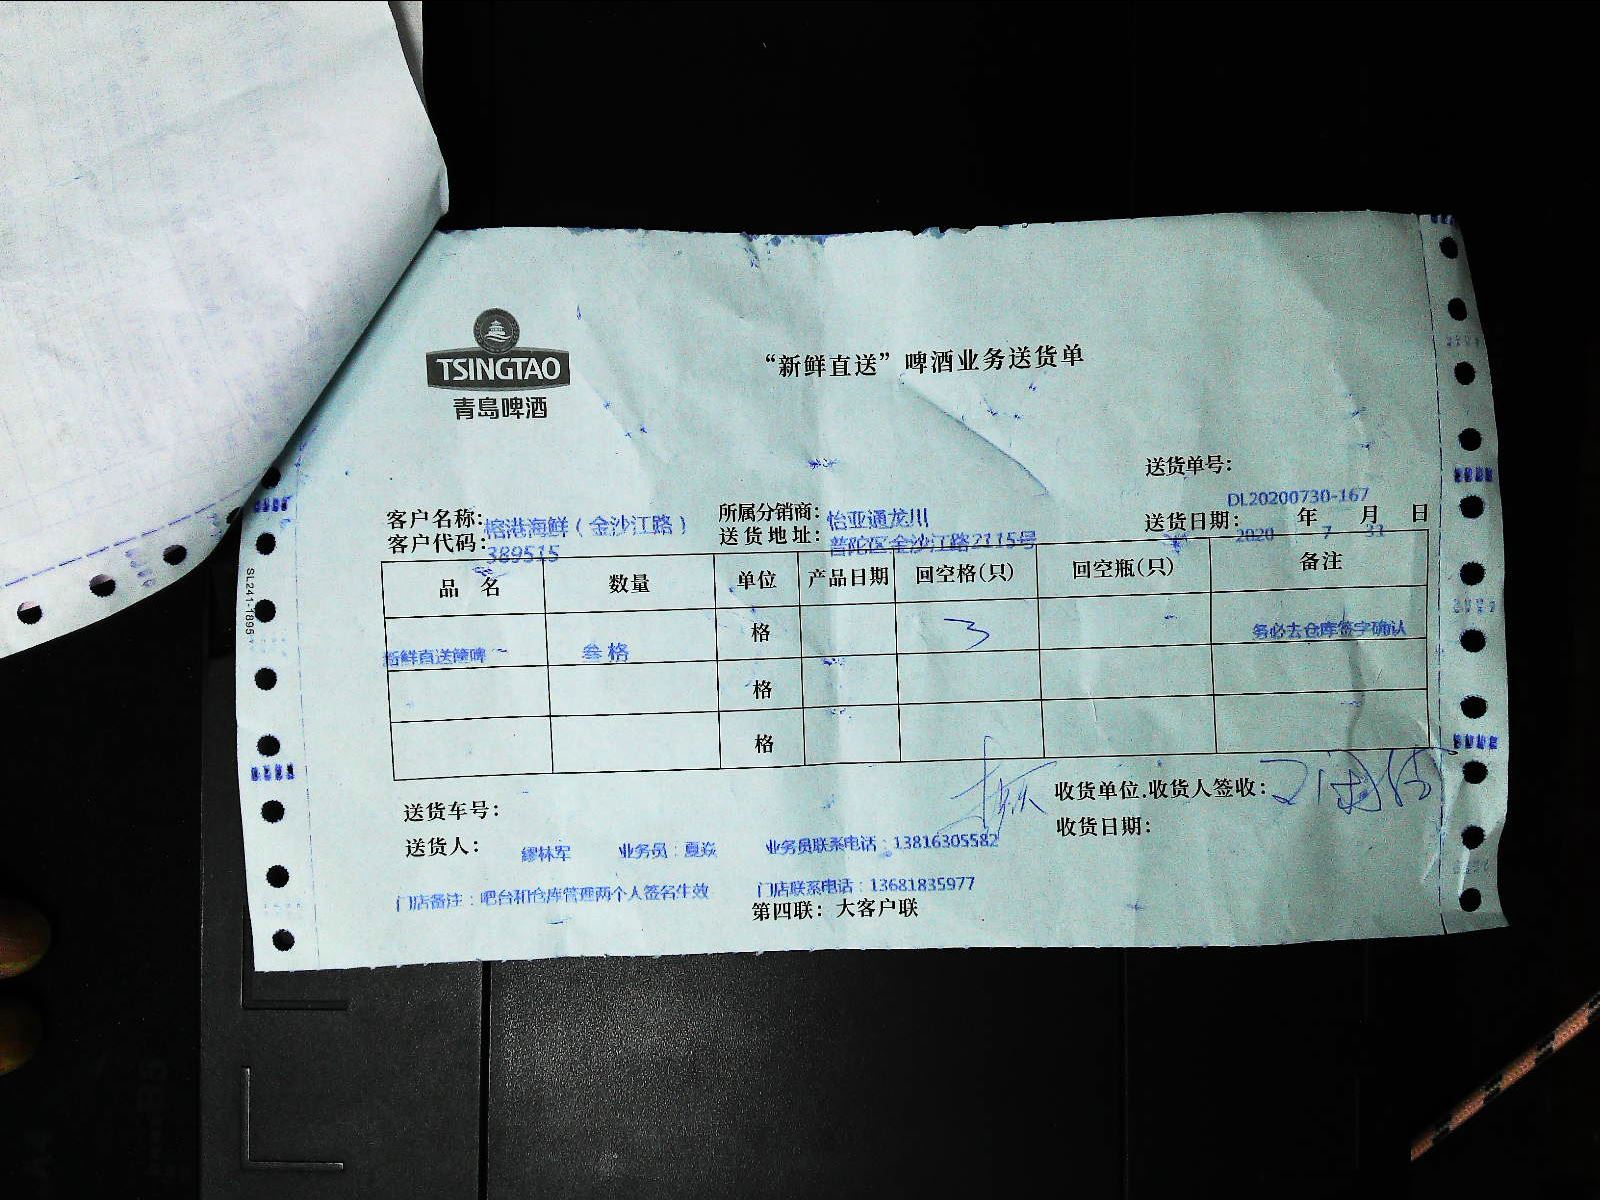 TSINGTAO
青岛啤酒
“新鲜直送”啤酒业务送货单
送货单号:
DL20200730-167
客户名称: 榕港海鲜(金沙江路) 所属分销商: 怡亚通龙川 送货日期: 2020 年 7 月 31 日
客户代码: 389515 送货地址: 普陀区金沙江路2115号
品 名 数量 单位 产品日期 回空格(只) 回空瓶(只) 备注
新鲜直送 叁格 格 3 务必去仓库签字确认
格
格
送货车号: 收货单位.收货人签收:
收货日期:
送货人: 缪林军 业务员:夏焱 业务员联系电话:13816305582
门店备注:吧台和仓库管理两个人签名生效 门店联系电话:13681835977
第四联: 大客户联
SL241-1895